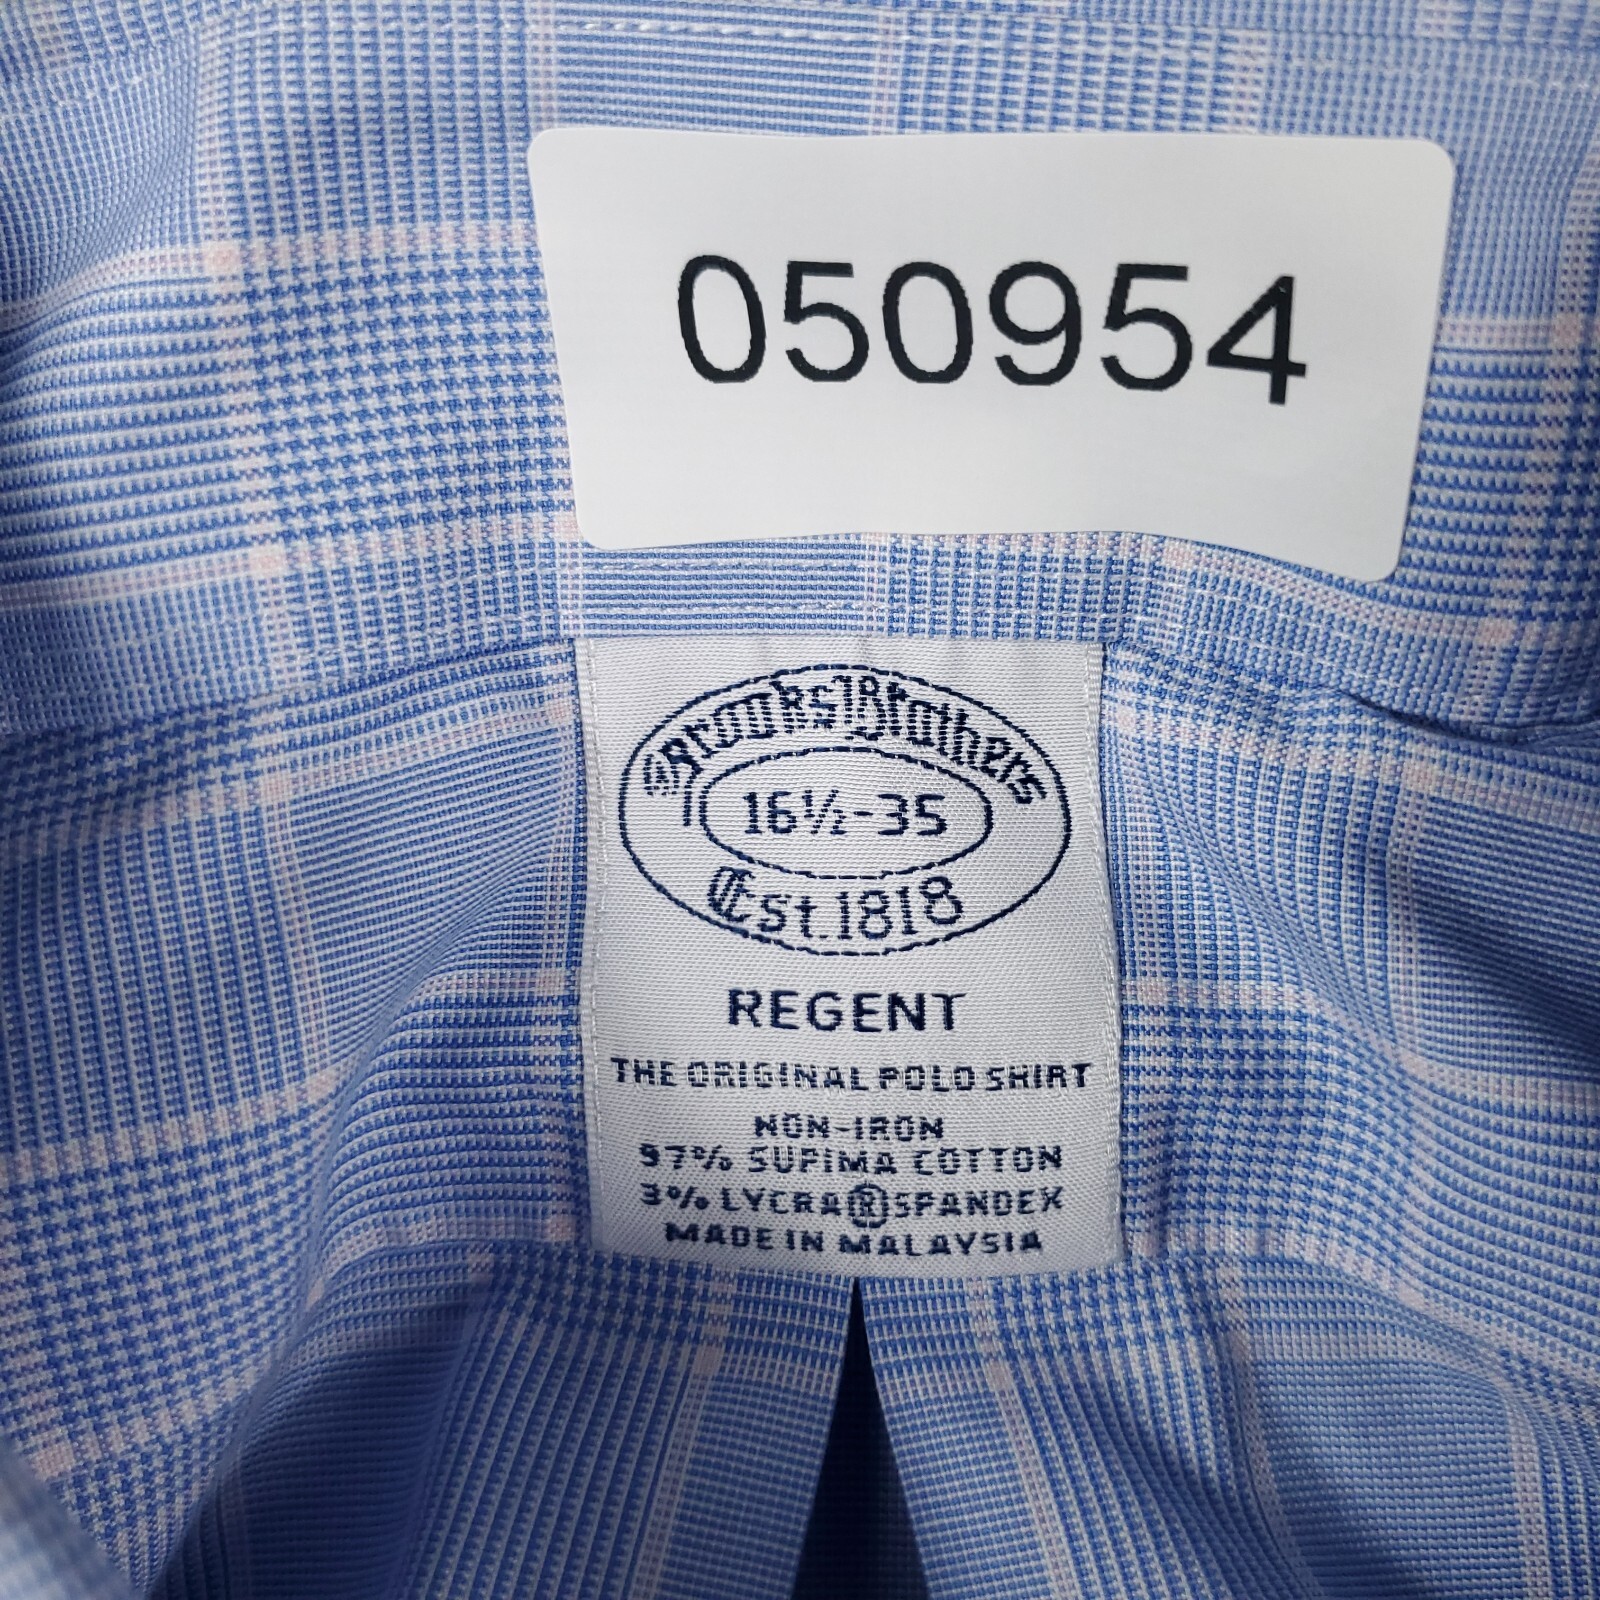 050954
Brooks Brothers
16½-35
Est. 1818
REGENT
THE ORIGINAL POLO SHIRT
NON-IRON
97% SUPIMA COTTON
3% LYCRA® SPANDEX
MADE IN MALAYSIA